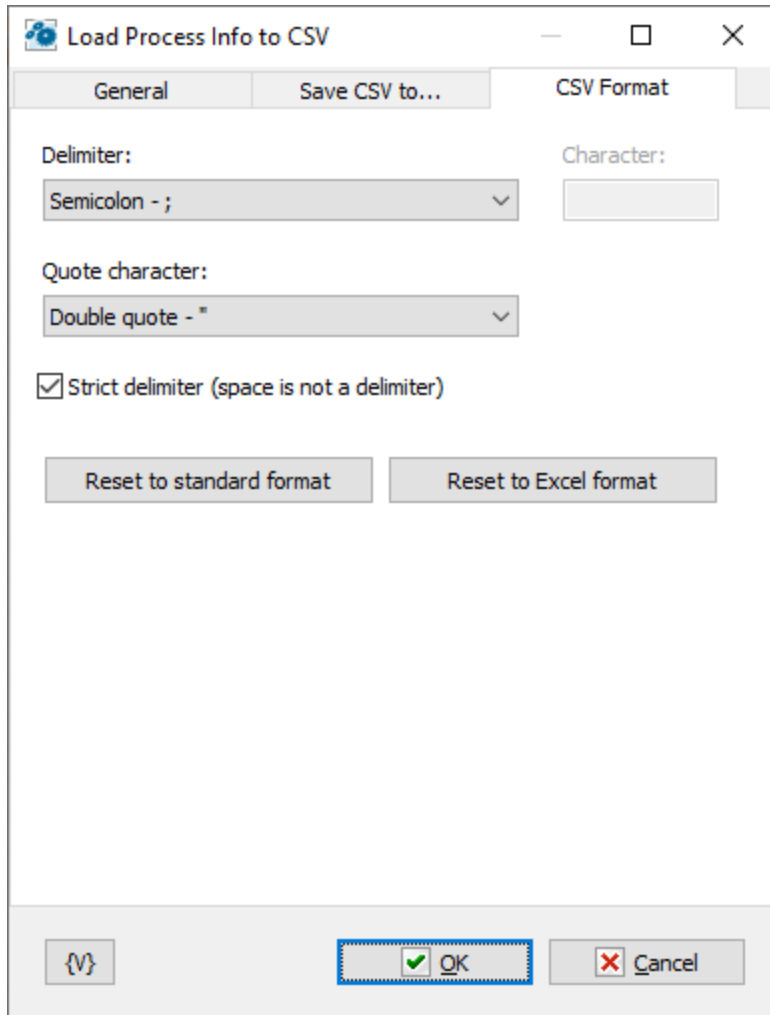 Load Process Info to CSV
General Save CSV to... CSV Format
Delimiter: Character:
Semicolon - ;
Quote character:
Double quote - "
Strict delimiter (space is not a delimiter)
Reset to standard format Reset to Excel format
{V} OK Cancel